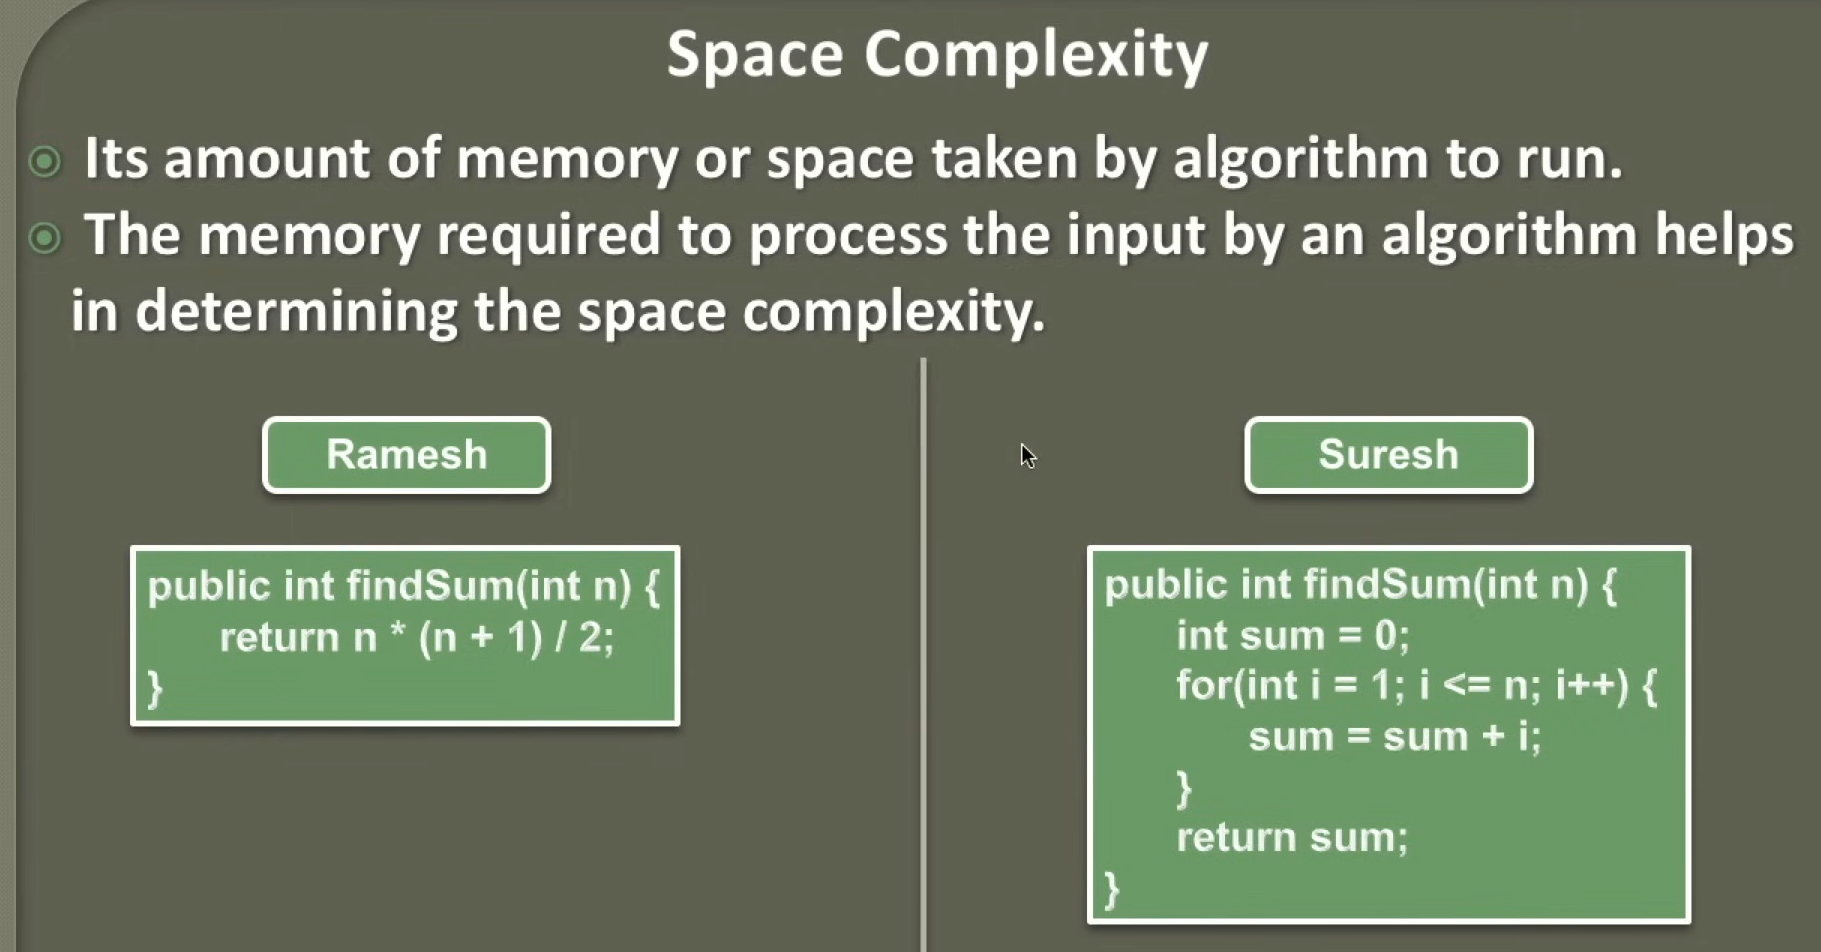 Space Complexity
Its amount of memory or space taken by algorithm to run.
The memory required to process the input by an algorithm helps
in determining the space complexity.
Ramesh
public int findSum(int n) {
return n * (n + 1) / 2;
}
Suresh
public int findSum(int n) {
int sum = 0;
for(int i = 1; i <= n; i++) {
sum = sum + i;
}
return sum;
}